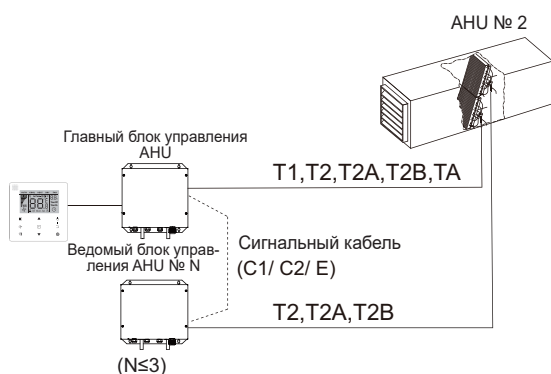 AHU № 2
Главный блок управления
AHU
T1,T2,T2A,T2B,TA
Ведомый блок управ-
ления AHU № N
Сигнальный кабель
(C1/ C2/ E)
T2,T2A,T2B
(N≤3)